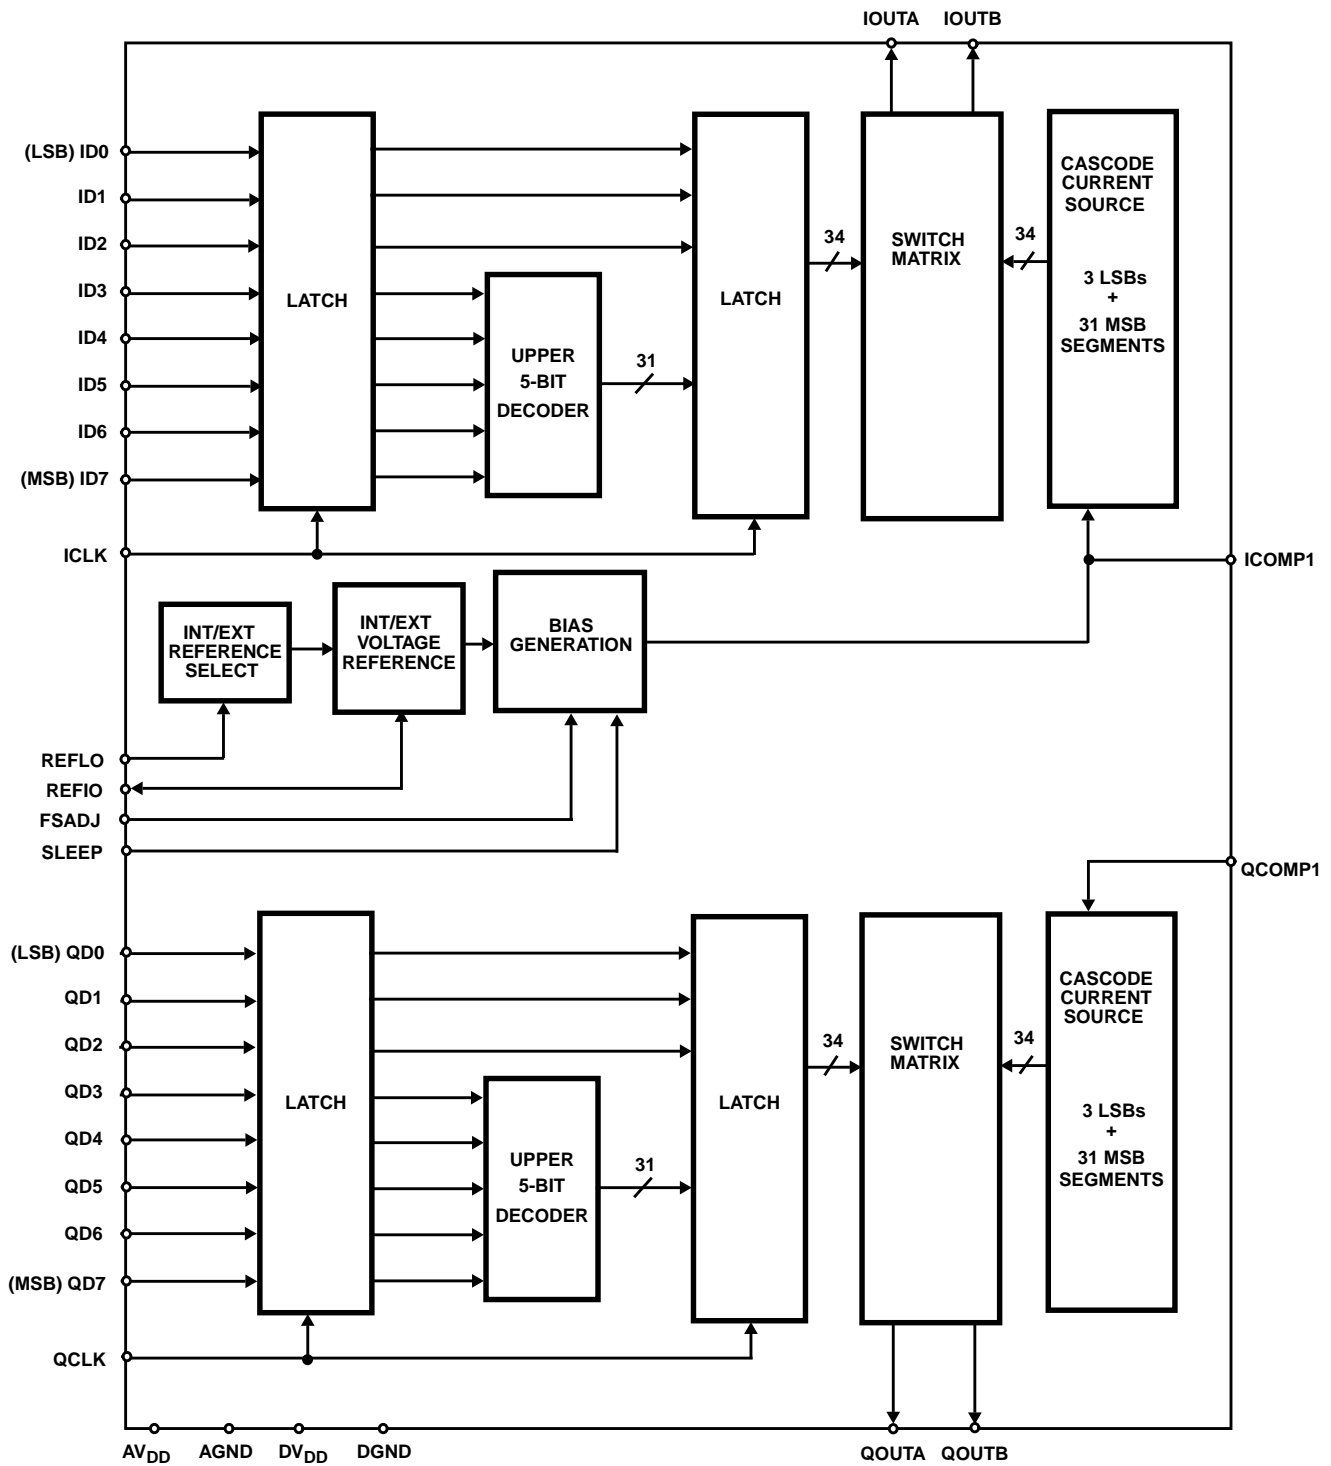 IOUTA IOUTB
(LSB) ID0
ID1
ID2
ID3
ID4
ID5
ID6
(MSB) ID7
ICLK
LATCH
UPPER
5-BIT
DECODER
31
LATCH
34
SWITCH
MATRIX
34
CASCODE
CURRENT
SOURCE
3 LSBs
+
31 MSB
SEGMENTS
ICOMP1
INT/EXT
REFERENCE
SELECT
INT/EXT
VOLTAGE
REFERENCE
BIAS
GENERATION
REFLO
REFIO
FSADJ
SLEEP
QCOMP1
(LSB) QD0
QD1
QD2
QD3
QD4
QD5
QD6
(MSB) QD7
QCLK
LATCH
UPPER
5-BIT
DECODER
31
LATCH
34
SWITCH
MATRIX
34
CASCODE
CURRENT
SOURCE
3 LSBs
+
31 MSB
SEGMENTS
AVDD AGND DVDD DGND QOUTA QOUTB